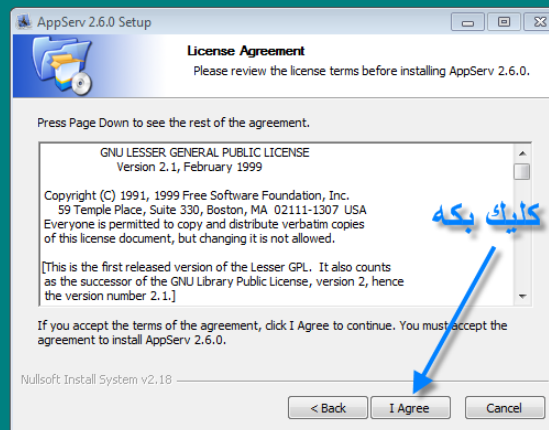 AppServ 2.6.0 Setup
License Agreement
Please review the license terms before installing AppServ 2.6.0.
Press Page Down to see the rest of the agreement.
GNU LESSER GENERAL PUBLIC LICENSE
Version 2.1, February 1999
Copyright (C) 1991, 1999 Free Software Foundation, Inc.
59 Temple Place, Suite 330, Boston, MA  02111-1307  USA
Everyone is permitted to copy and distribute verbatim copies
of this license document, but changing it is not allowed.
كليك بكه
[This is the first released version of the Lesser GPL.  It also counts
as the successor of the GNU Library Public License, version 2, hence
the version number 2.1.]
If you accept the terms of the agreement, click I Agree to continue. You must accept the
agreement to install AppServ 2.6.0.
Nullsoft Install System v2.18
< Back
I Agree
Cancel